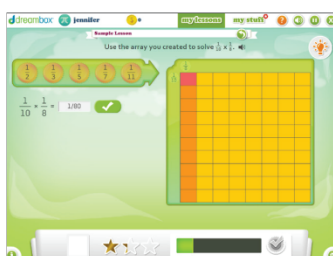 dreambox jennifer my lessons my stuff
Sample Lesson
Use the array you created to solve 1/10 x 1/8.
1/2 1/3 1/5 1/7 1/11
1/10 × 1/8 = 1/80